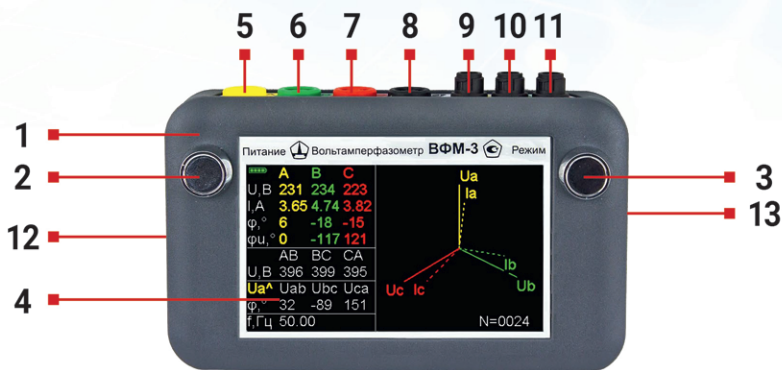 5 6 7 8 9 10 11
1
2
12
4
3
13
Питание Вольтамперфазометр ВФМ-3 Режим
A B C
U,В 231 234 223
I,А 3.65 4.74 3.82
φ,° 6 -18 -15
φu,° 0 -117 121
AB BC CA
U,В 396 399 395
Ua^ Uab Ubc Uca
φ,° 32 -89 151
f,Гц 50.00
Ua
Ia
Ib
Ub
Uc Ic
N=0024